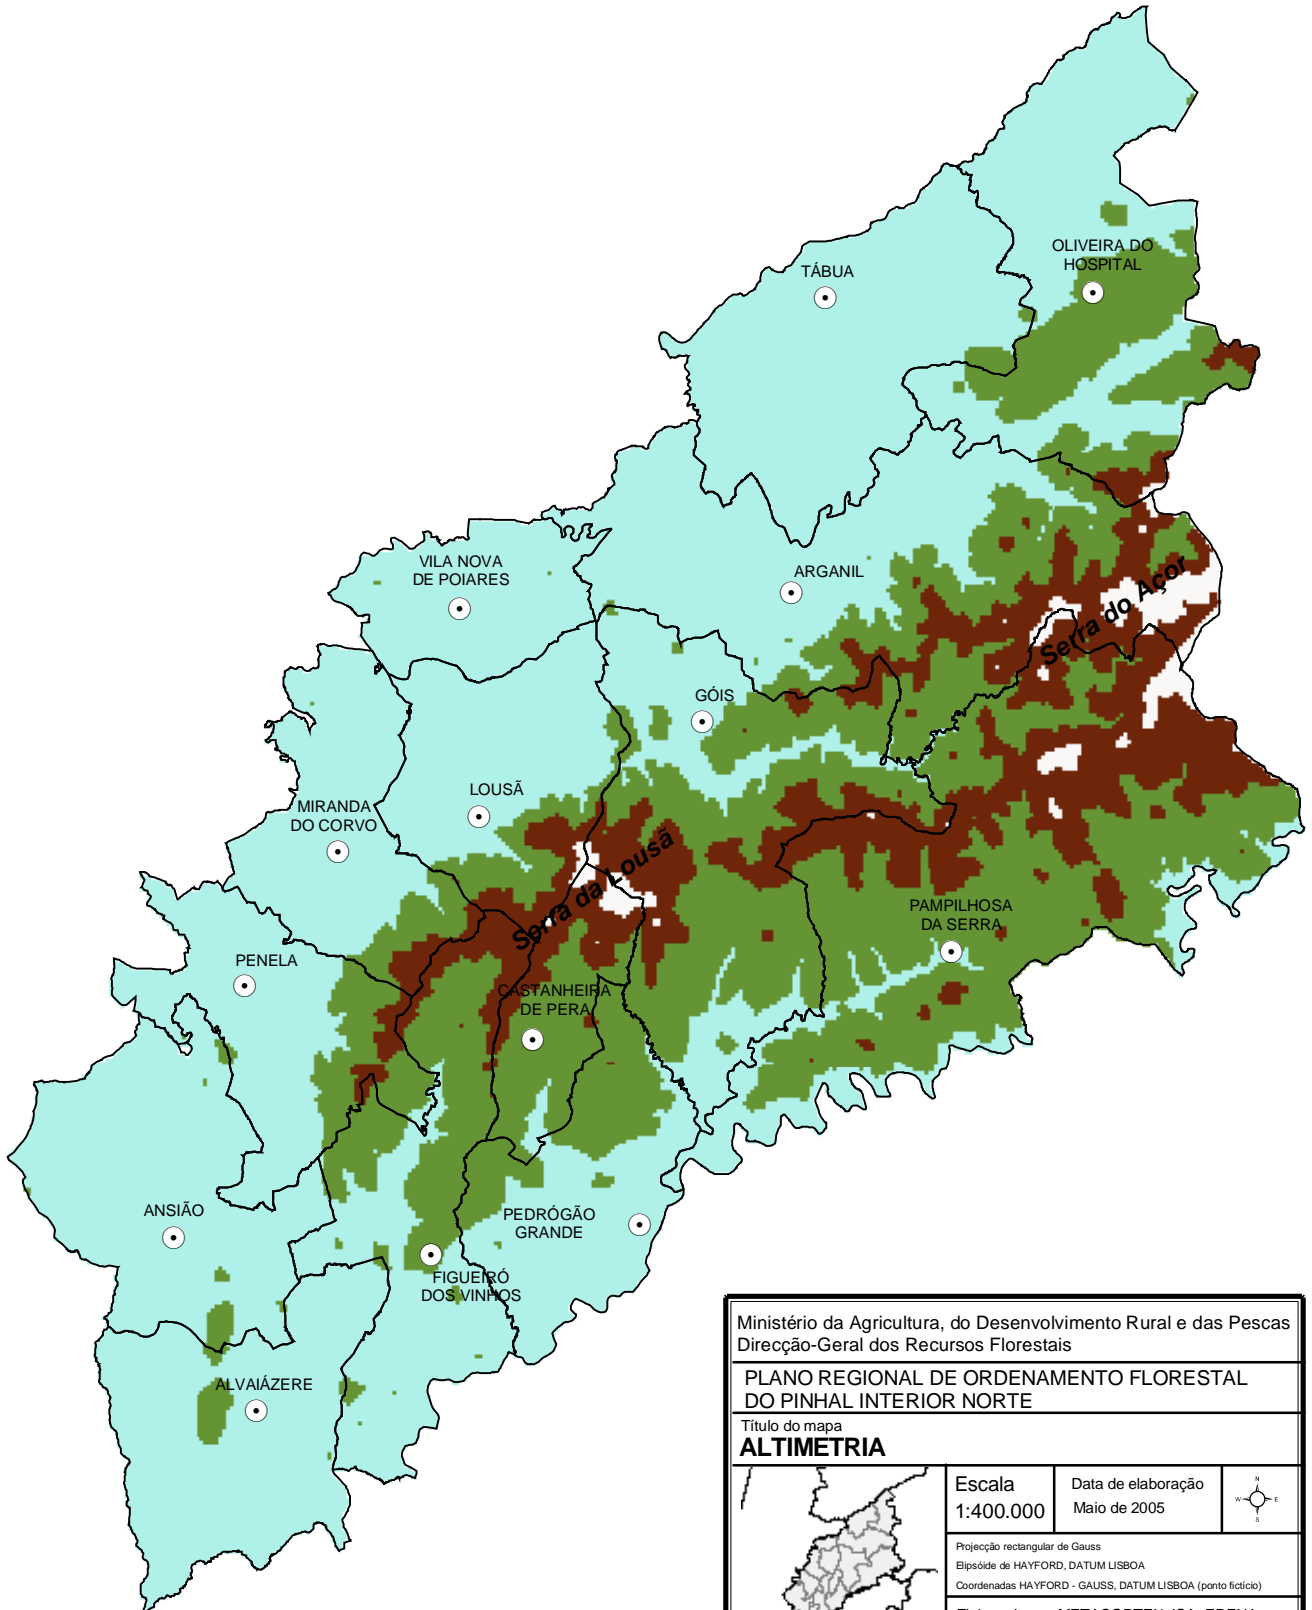 OLIVEIRA DO
HOSPITAL
TÁBUA
VILA NOVA
DE POIARES
ARGANIL
Serra do Açor
GÓIS
LOUSÃ
MIRANDA
DO CORVO
Serra da Lousã
PAMPILHOSA
DA SERRA
PENELA
CASTANHEIRA
DE PERA
ANSIÃO
PEDRÓGÃO
GRANDE
FIGUEIRÓ
DOS VINHOS
ALVAIÁZERE
Ministério da Agricultura, do Desenvolvimento Rural e das Pescas
Direcção-Geral dos Recursos Florestais
PLANO REGIONAL DE ORDENAMENTO FLORESTAL
DO PINHAL INTERIOR NORTE
Título do mapa
ALTIMETRIA
Escala
1:400.000
Data de elaboração
Maio de 2005
N
W E
S
Projecção rectangular de Gauss
Elipsóide de HAYFORD, DATUM LISBOA
Coordenadas HAYFORD - GAUSS, DATUM LISBOA (ponto fictício)